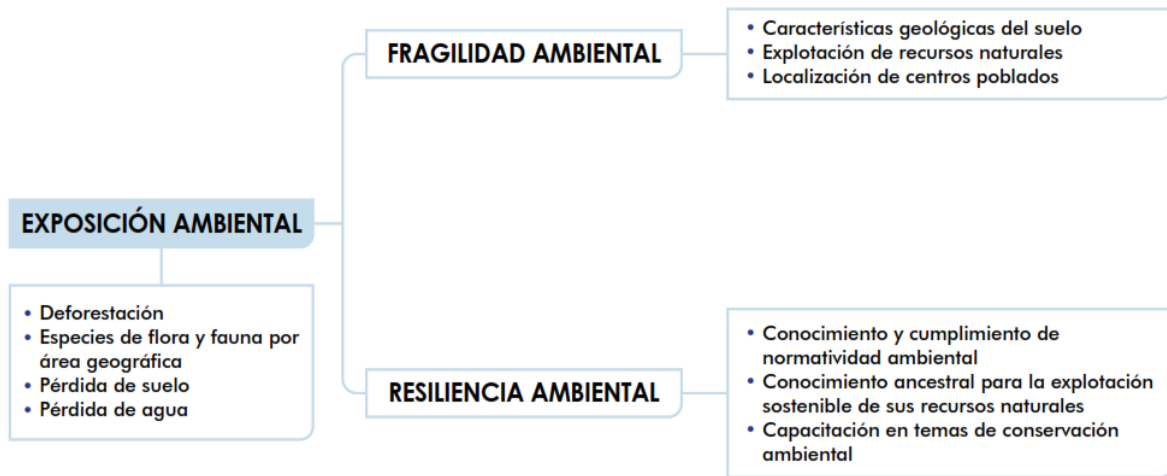 FRAGILIDAD AMBIENTAL
• Características geológicas del suelo
• Explotación de recursos naturales
• Localización de centros poblados
EXPOSICIÓN AMBIENTAL
• Deforestación
• Especies de flora y fauna por
área geográfica
• Pérdida de suelo
• Pérdida de agua
RESILIENCIA AMBIENTAL
• Conocimiento y cumplimiento de
normatividad ambiental
• Conocimiento ancestral para la explotación
sostenible de sus recursos naturales
• Capacitación en temas de conservación
ambiental